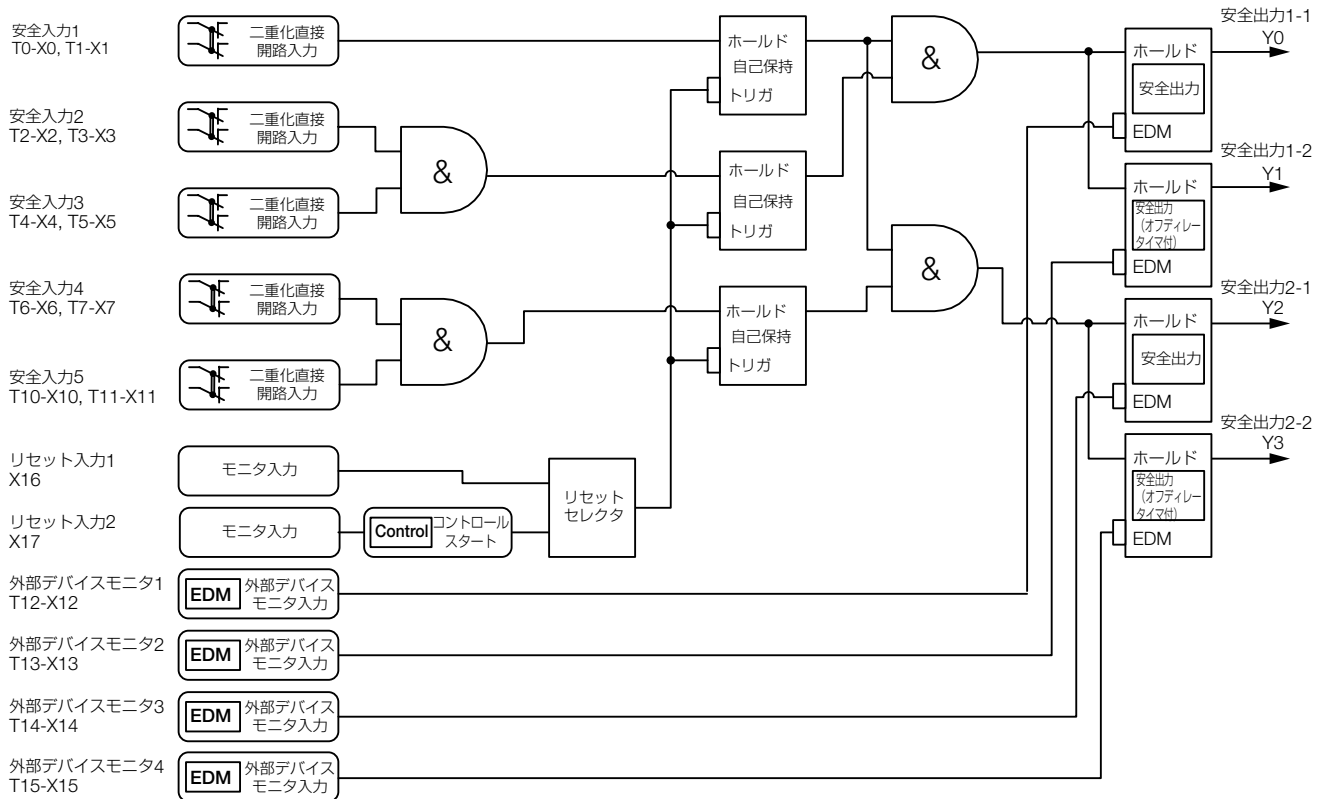 安全入力1
T0-X0, T1-X1
二重化直接
開路入力
安全入力2
T2-X2, T3-X3
二重化直接
開路入力
安全入力3
T4-X4, T5-X5
二重化直接
開路入力
安全入力4
T6-X6, T7-X7
二重化直接
開路入力
安全入力5
T10-X10, T11-X11
二重化直接
開路入力
リセット入力1
X16
モニタ入力
リセット入力2
X17
モニタ入力
Control
コントロール
スタート
リセット
セレクタ
外部デバイスモニタ1
T12-X12
EDM
外部デバイス
モニタ入力
外部デバイスモニタ2
T13-X13
EDM
外部デバイス
モニタ入力
外部デバイスモニタ3
T14-X14
EDM
外部デバイス
モニタ入力
外部デバイスモニタ4
T15-X15
EDM
外部デバイス
モニタ入力
&
&
ホールド
自己保持
トリガ
ホールド
自己保持
トリガ
ホールド
自己保持
トリガ
&
&
安全出力1-1
Y0
ホールド
安全出力
EDM
安全出力1-2
Y1
ホールド
安全出力
（オフディレー
タイマ付）
EDM
安全出力2-1
Y2
ホールド
安全出力
EDM
安全出力2-2
Y3
ホールド
安全出力
（オフディレー
タイマ付）
EDM